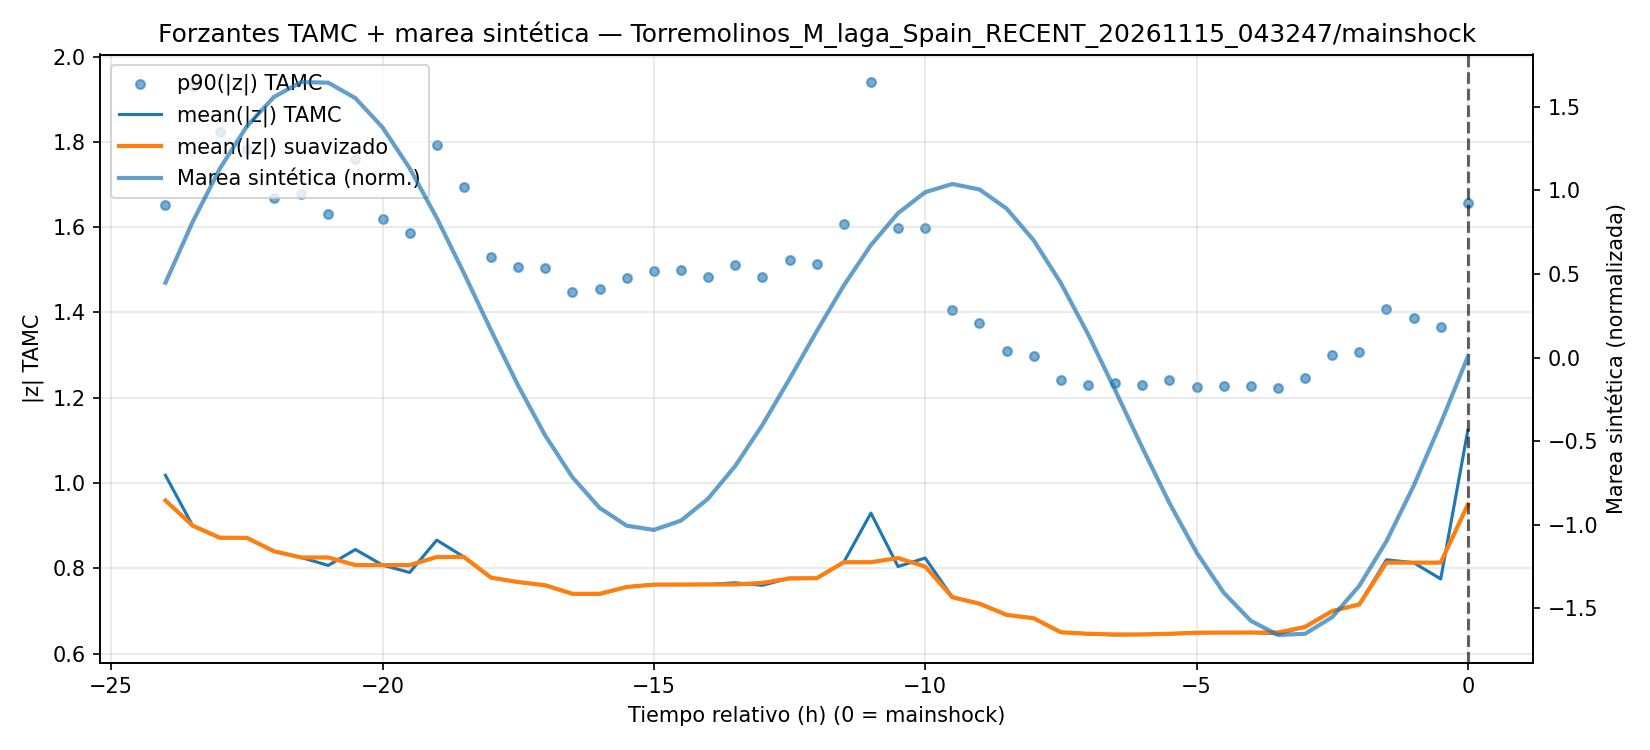 Forzantes TAMC + marea sintética — Torremolinos_M_laga_Spain_RECENT_20261115_043247/mainshock
p90(|z|) TAMC
mean(|z|) TAMC
mean(|z|) suavizado
Marea sintética (norm.)
|z| TAMC
2.0
1.8
1.6
1.4
1.2
1.0
0.8
0.6
1.5
1.0
0.5
0.0
−0.5
−1.0
−1.5
Marea sintética (normalizada)
−25 −20 −15 −10 −5 0
Tiempo relativo (h) (0 = mainshock)